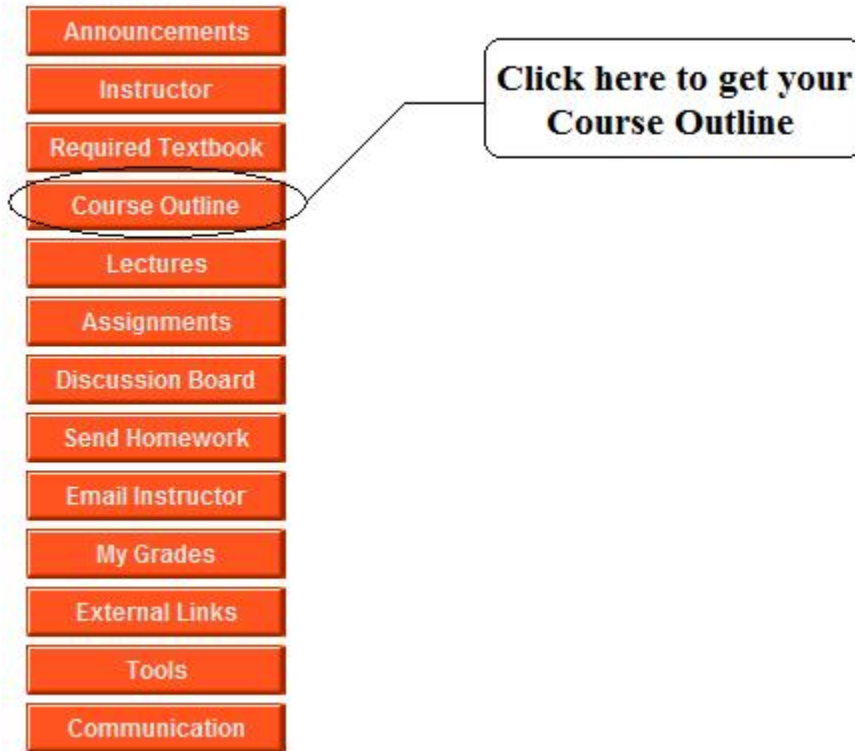 Announcements
Instructor
Required Textbook
Course Outline
Lectures
Assignments
Discussion Board
Send Homework
Email Instructor
My Grades
External Links
Tools
Communication
Click here to get your
Course Outline